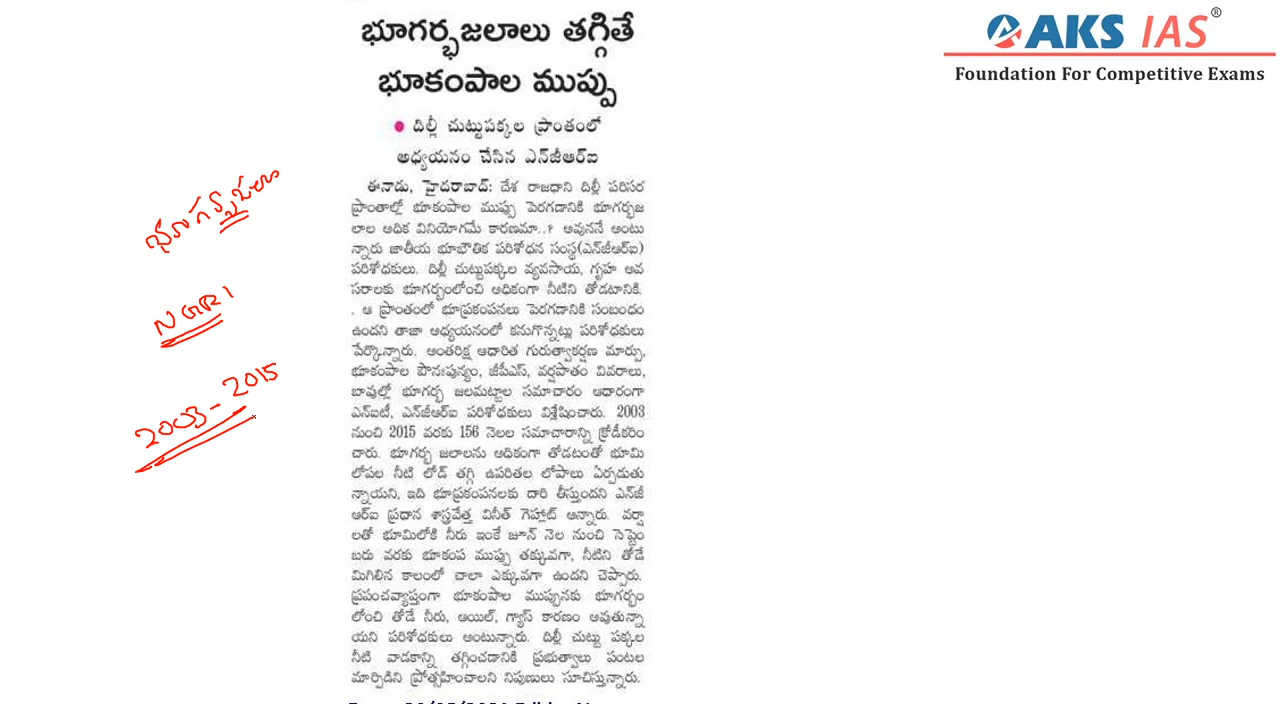 AKS IAS®
Foundation For Competitive Exams
భూగర్భజలాలు తగ్గితే
భూకంపాల ముప్పు
● దిల్లీ చుట్టుపక్కల ప్రాంతంలో
అధ్యయనం చేసిన ఎన్‌జీఆర్‌ఐ
ఈనాడు, హైదరాబాద్: దేశ రాజధాని దిల్లీ పరిసర
ప్రాంతాల్లో భూకంపాల ముప్పు పెరగడానికి భూగర్భజ
లాల అధిక వినియోగమే కారణమా..? అవుననే అంటు
న్నారు జాతీయ భూభౌతిక పరిశోధన సంస్థ(ఎన్‌జీఆర్‌ఐ)
పరిశోధకులు. దిల్లీ చుట్టుపక్కల వ్యవసాయ, గృహ అవ
సరాలకు భూగర్భంలోంచి అధికంగా నీటిని తోడటానికి.
. ఆ ప్రాంతంలో భూప్రకంపనలు పెరగడానికి సంబంధం
ఉందని తాజా అధ్యయనంలో కనుగొన్నట్లు పరిశోధకులు
పేర్కొన్నారు. అంతరిక్ష ఆధారిత గురుత్వాకర్షణ మార్పు,
భూకంపాల పౌనఃపున్యం, జీపీఎస్, వర్షపాతం వివరాలు,
బావుల్లో భూగర్భ జలమట్టాల సమాచారం ఆధారంగా
ఎన్ఐటీ, ఎన్‌జీఆర్‌ఐ పరిశోధకులు విశ్లేషించారు. 2003
నుంచి 2015 వరకు 156 నెలల సమాచారాన్ని క్రోడీకరిం
చారు. భూగర్భ జలాలను అధికంగా తోడటంతో భూమి
లోపల నీటి లోడ్ తగ్గి ఉపరితల లోపాలు ఏర్పడుతు
న్నాయని, ఇది భూప్రకంపనలకు దారి తీస్తుందని ఎన్‌జీ
ఆర్‌ఐ ప్రధాన శాస్త్రవేత్త వినీత్ గెహ్లాట్ అన్నారు. వర్షా
లతో భూమిలోకి నీరు ఇంకే జూన్ నెల నుంచి సెప్టెం
బరు వరకు భూకంప ముప్పు తక్కువగా, నీటిని తోడే
మిగిలిన కాలంలో చాలా ఎక్కువగా ఉందని చెప్పారు.
ప్రపంచవ్యాప్తంగా భూకంపాల ముప్పునకు భూగర్భం
లోంచి తోడే నీరు, ఆయిల్, గ్యాస్ కారణం అవుతున్నా
యని పరిశోధకులు అంటున్నారు. దిల్లీ చుట్టు పక్కల
నీటి వాడకాన్ని తగ్గించడానికి ప్రభుత్వాలు పంటల
మార్పిడిని ప్రోత్సహించాలని నిపుణులు సూచిస్తున్నారు.
భూగర్భజలు
NGRI
2003-2015